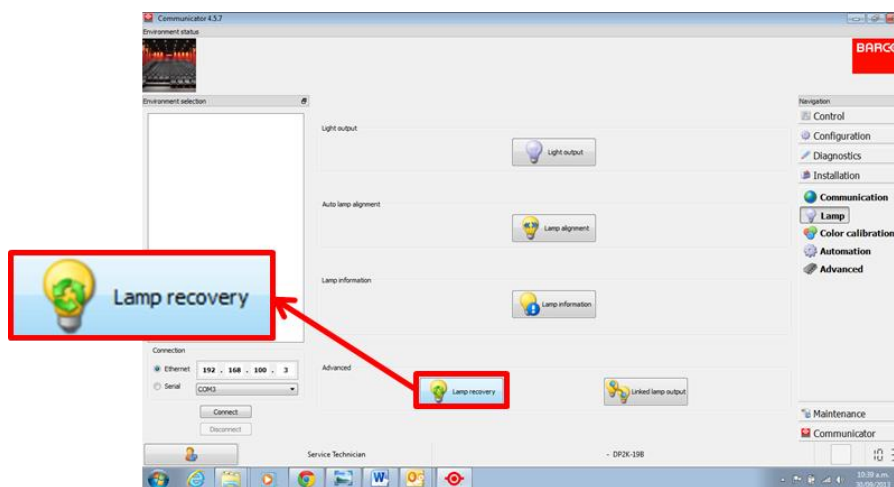 Communicator 4.5.7
Environment status
BARCO
Environment selection
Navigation
Control
Configuration
Diagnostics
Installation
Communication
Lamp
Color calibration
Automation
Advanced
Light output
Light output
Auto lamp alignment
Lamp alignment
Lamp information
Lamp information
Lamp recovery
Connection
Ethernet 192 . 168 . 100 . 3
Serial COM3
Connect
Disconnect
Advanced
Lamp recovery
Linked lamp output
Maintenance
Communicator
Service Technician
- DP2K-19B
10:39 a.m.